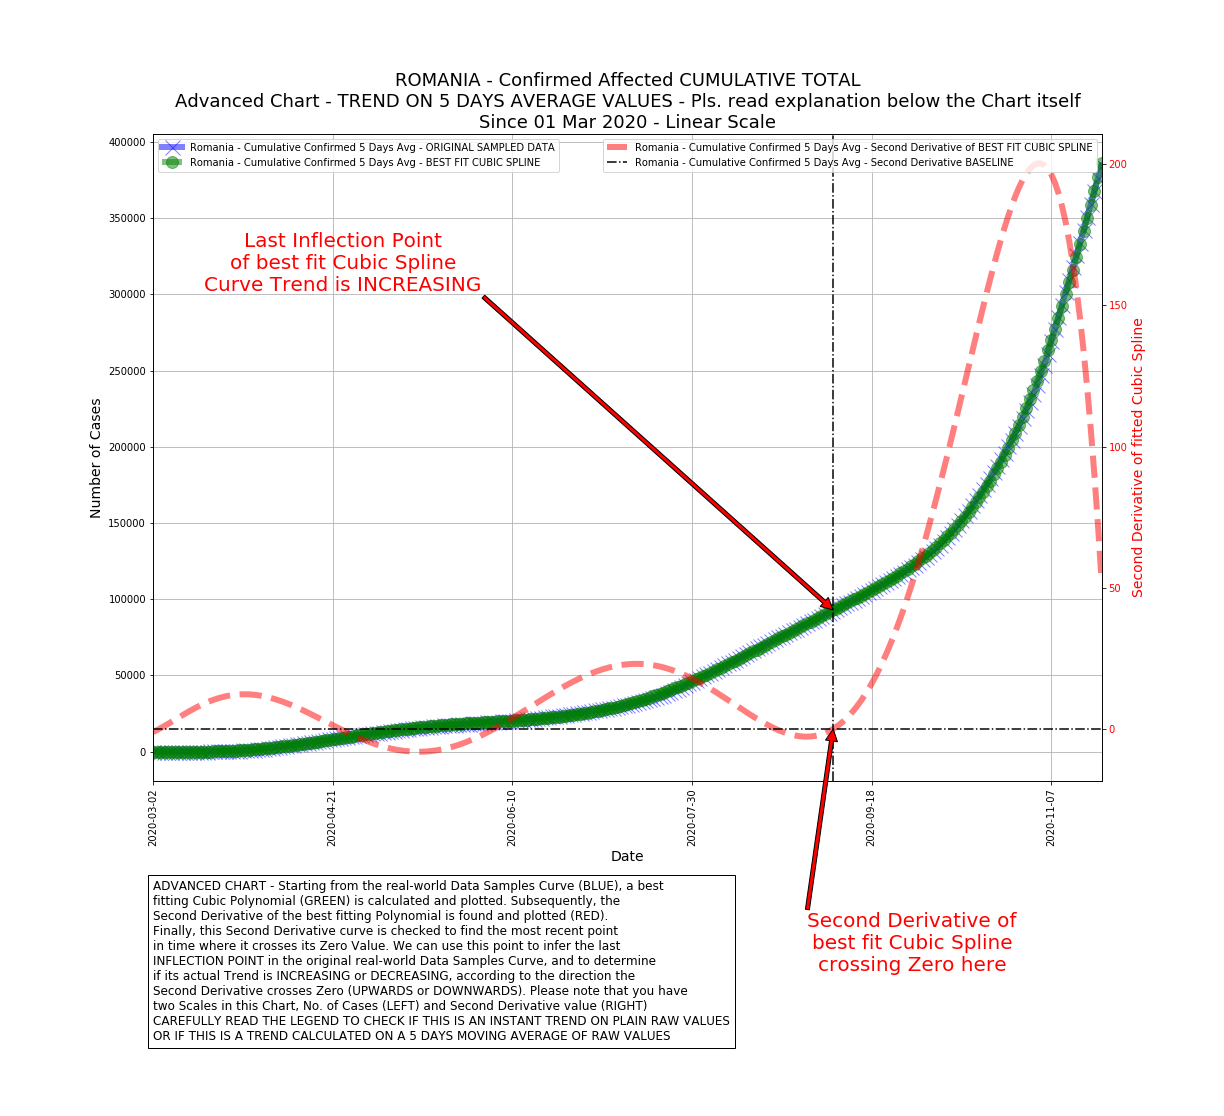 ROMANIA - Confirmed Affected CUMULATIVE TOTAL
Advanced Chart - TREND ON 5 DAYS AVERAGE VALUES - Pls. read explanation below the Chart itself
Since 01 Mar 2020 - Linear Scale
Romania - Cumulative Confirmed 5 Days Avg - ORIGINAL SAMPLED DATA
Romania - Cumulative Confirmed 5 Days Avg - BEST FIT CUBIC SPLINE
Romania - Cumulative Confirmed 5 Days Avg - Second Derivative of BEST FIT CUBIC SPLINE
Romania - Cumulative Confirmed 5 Days Avg - Second Derivative BASELINE
Last Inflection Point
of best fit Cubic Spline
Curve Trend is INCREASING
Number of Cases
400000
350000
300000
250000
200000
150000
100000
50000
0
200
150
100
50
0
Second Derivative of fitted Cubic Spline
2020-03-02
2020-04-21
2020-06-10
2020-07-30
2020-09-18
2020-11-07
Date
Second Derivative of
best fit Cubic Spline
crossing Zero here
ADVANCED CHART - Starting from the real-world Data Samples Curve (BLUE), a best
fitting Cubic Polynomial (GREEN) is calculated and plotted. Subsequently, the
Second Derivative of the best fitting Polynomial is found and plotted (RED).
Finally, this Second Derivative curve is checked to find the most recent point
in time where it crosses its Zero Value. We can use this point to infer the last
INFLECTION POINT in the original real-world Data Samples Curve, and to determine
if its actual Trend is INCREASING or DECREASING, according to the direction the
Second Derivative crosses Zero (UPWARDS or DOWNWARDS). Please note that you have
two Scales in this Chart, No. of Cases (LEFT) and Second Derivative value (RIGHT)
CAREFULLY READ THE LEGEND TO CHECK IF THIS IS AN INSTANT TREND ON PLAIN RAW VALUES
OR IF THIS IS A TREND CALCULATED ON A 5 DAYS MOVING AVERAGE OF RAW VALUES